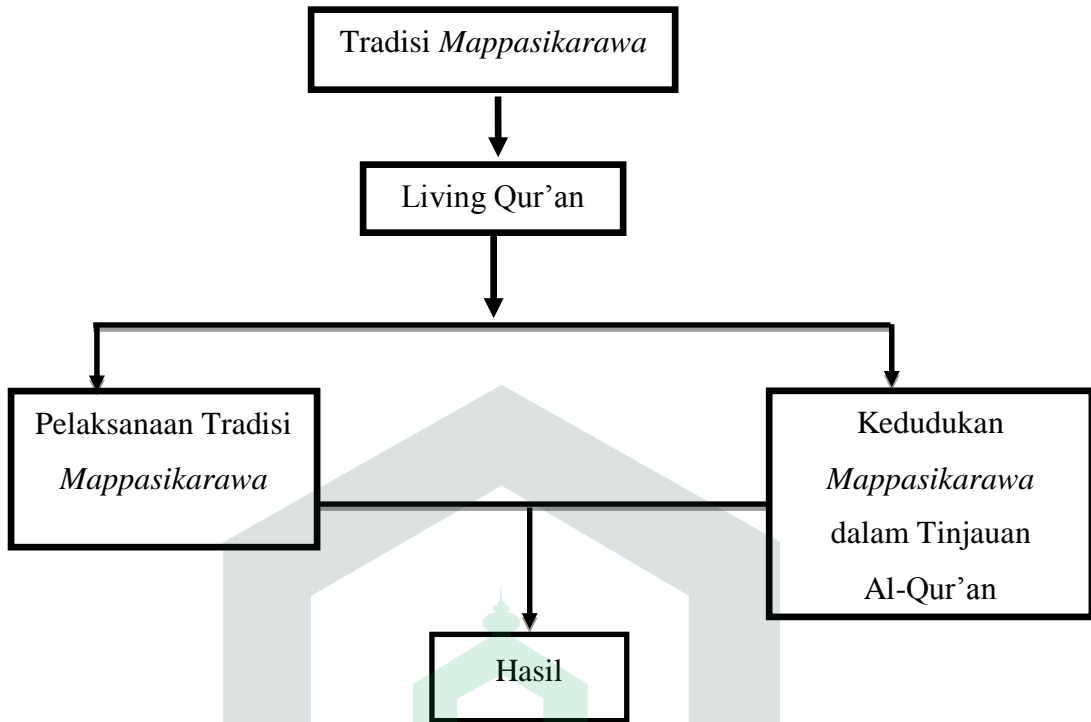 Tradisi Mappasikarawa
Living Qur’an
Pelaksanaan Tradisi
Mappasikarawa
Kedudukan
Mappasikarawa
dalam Tinjauan
Al-Qur’an
Hasil